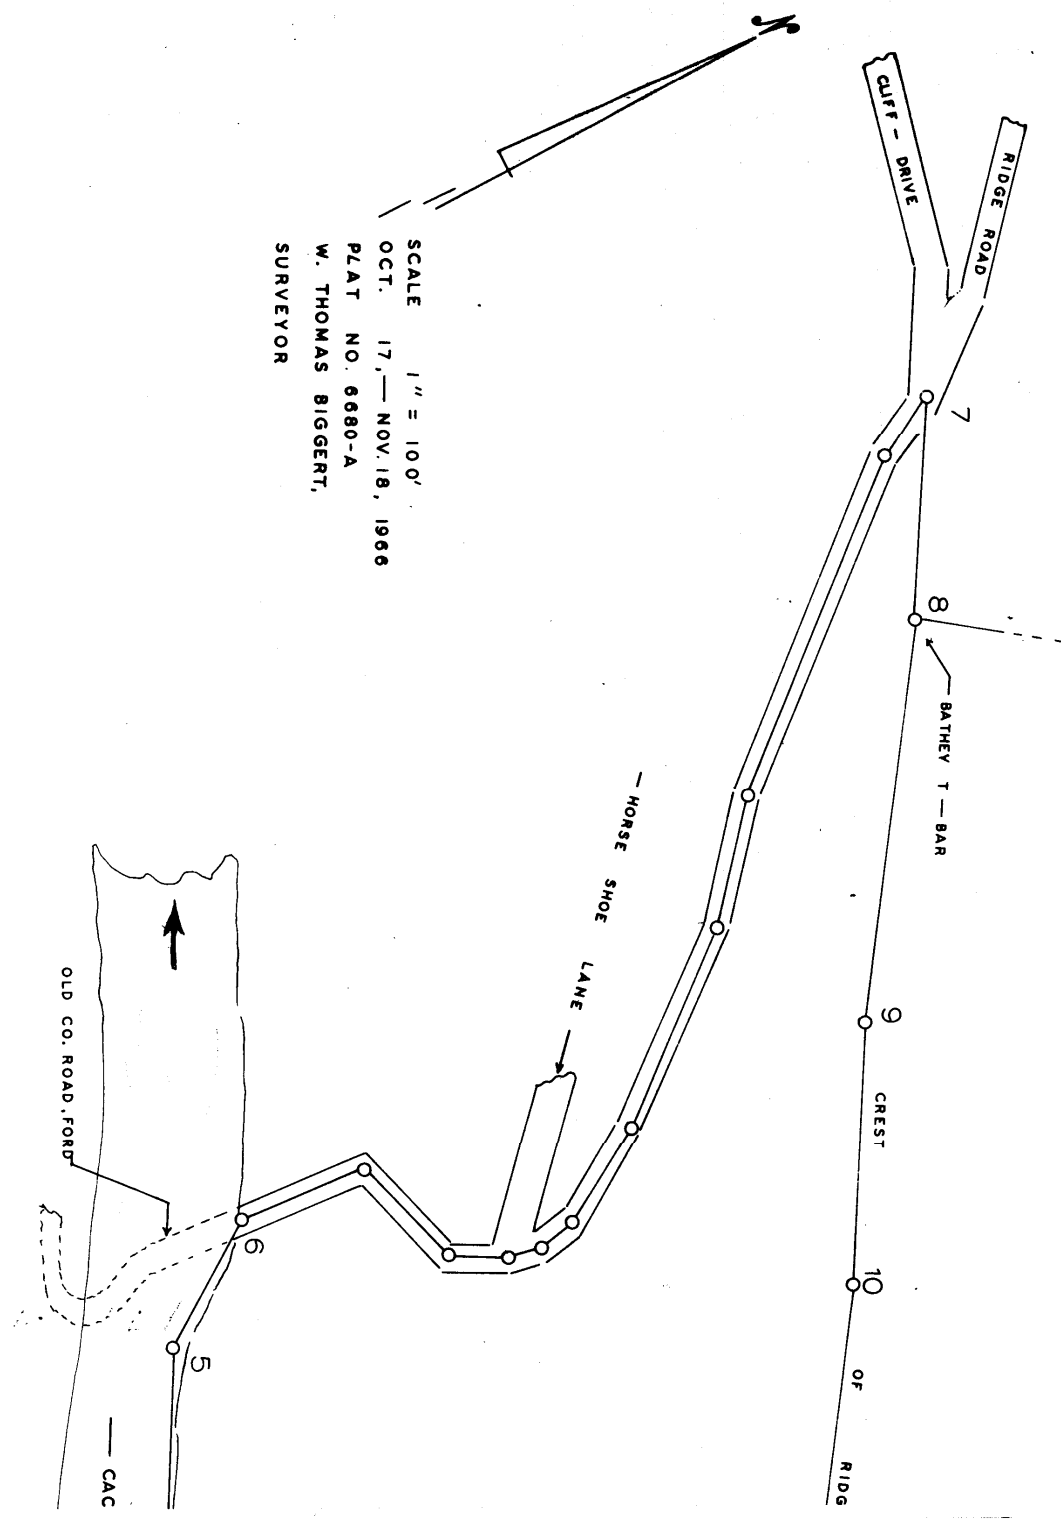 N
CLIFF — DRIVE
RIDGE ROAD
SCALE 1" = 100'
OCT. 17,— NOV. 18, 1966
PLAT NO. 6680-A
W. THOMAS BIGGERT,
SURVEYOR
7
8
BATHEY T — BAR
— HORSE SHOE LANE
9
CREST
OLD CO. ROAD, FORD
6
10
5
OF
RIDG
— CAC